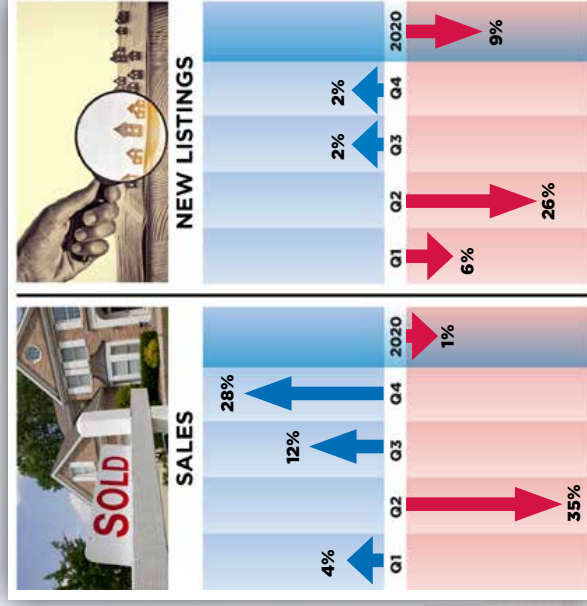 SOLD
SALES
28%
12%
4%
Q1 Q2 Q3 Q4 2020
1%
35%
NEW LISTINGS
2% 2%
Q1 Q2 Q3 Q4 2020
6%
9%
26%